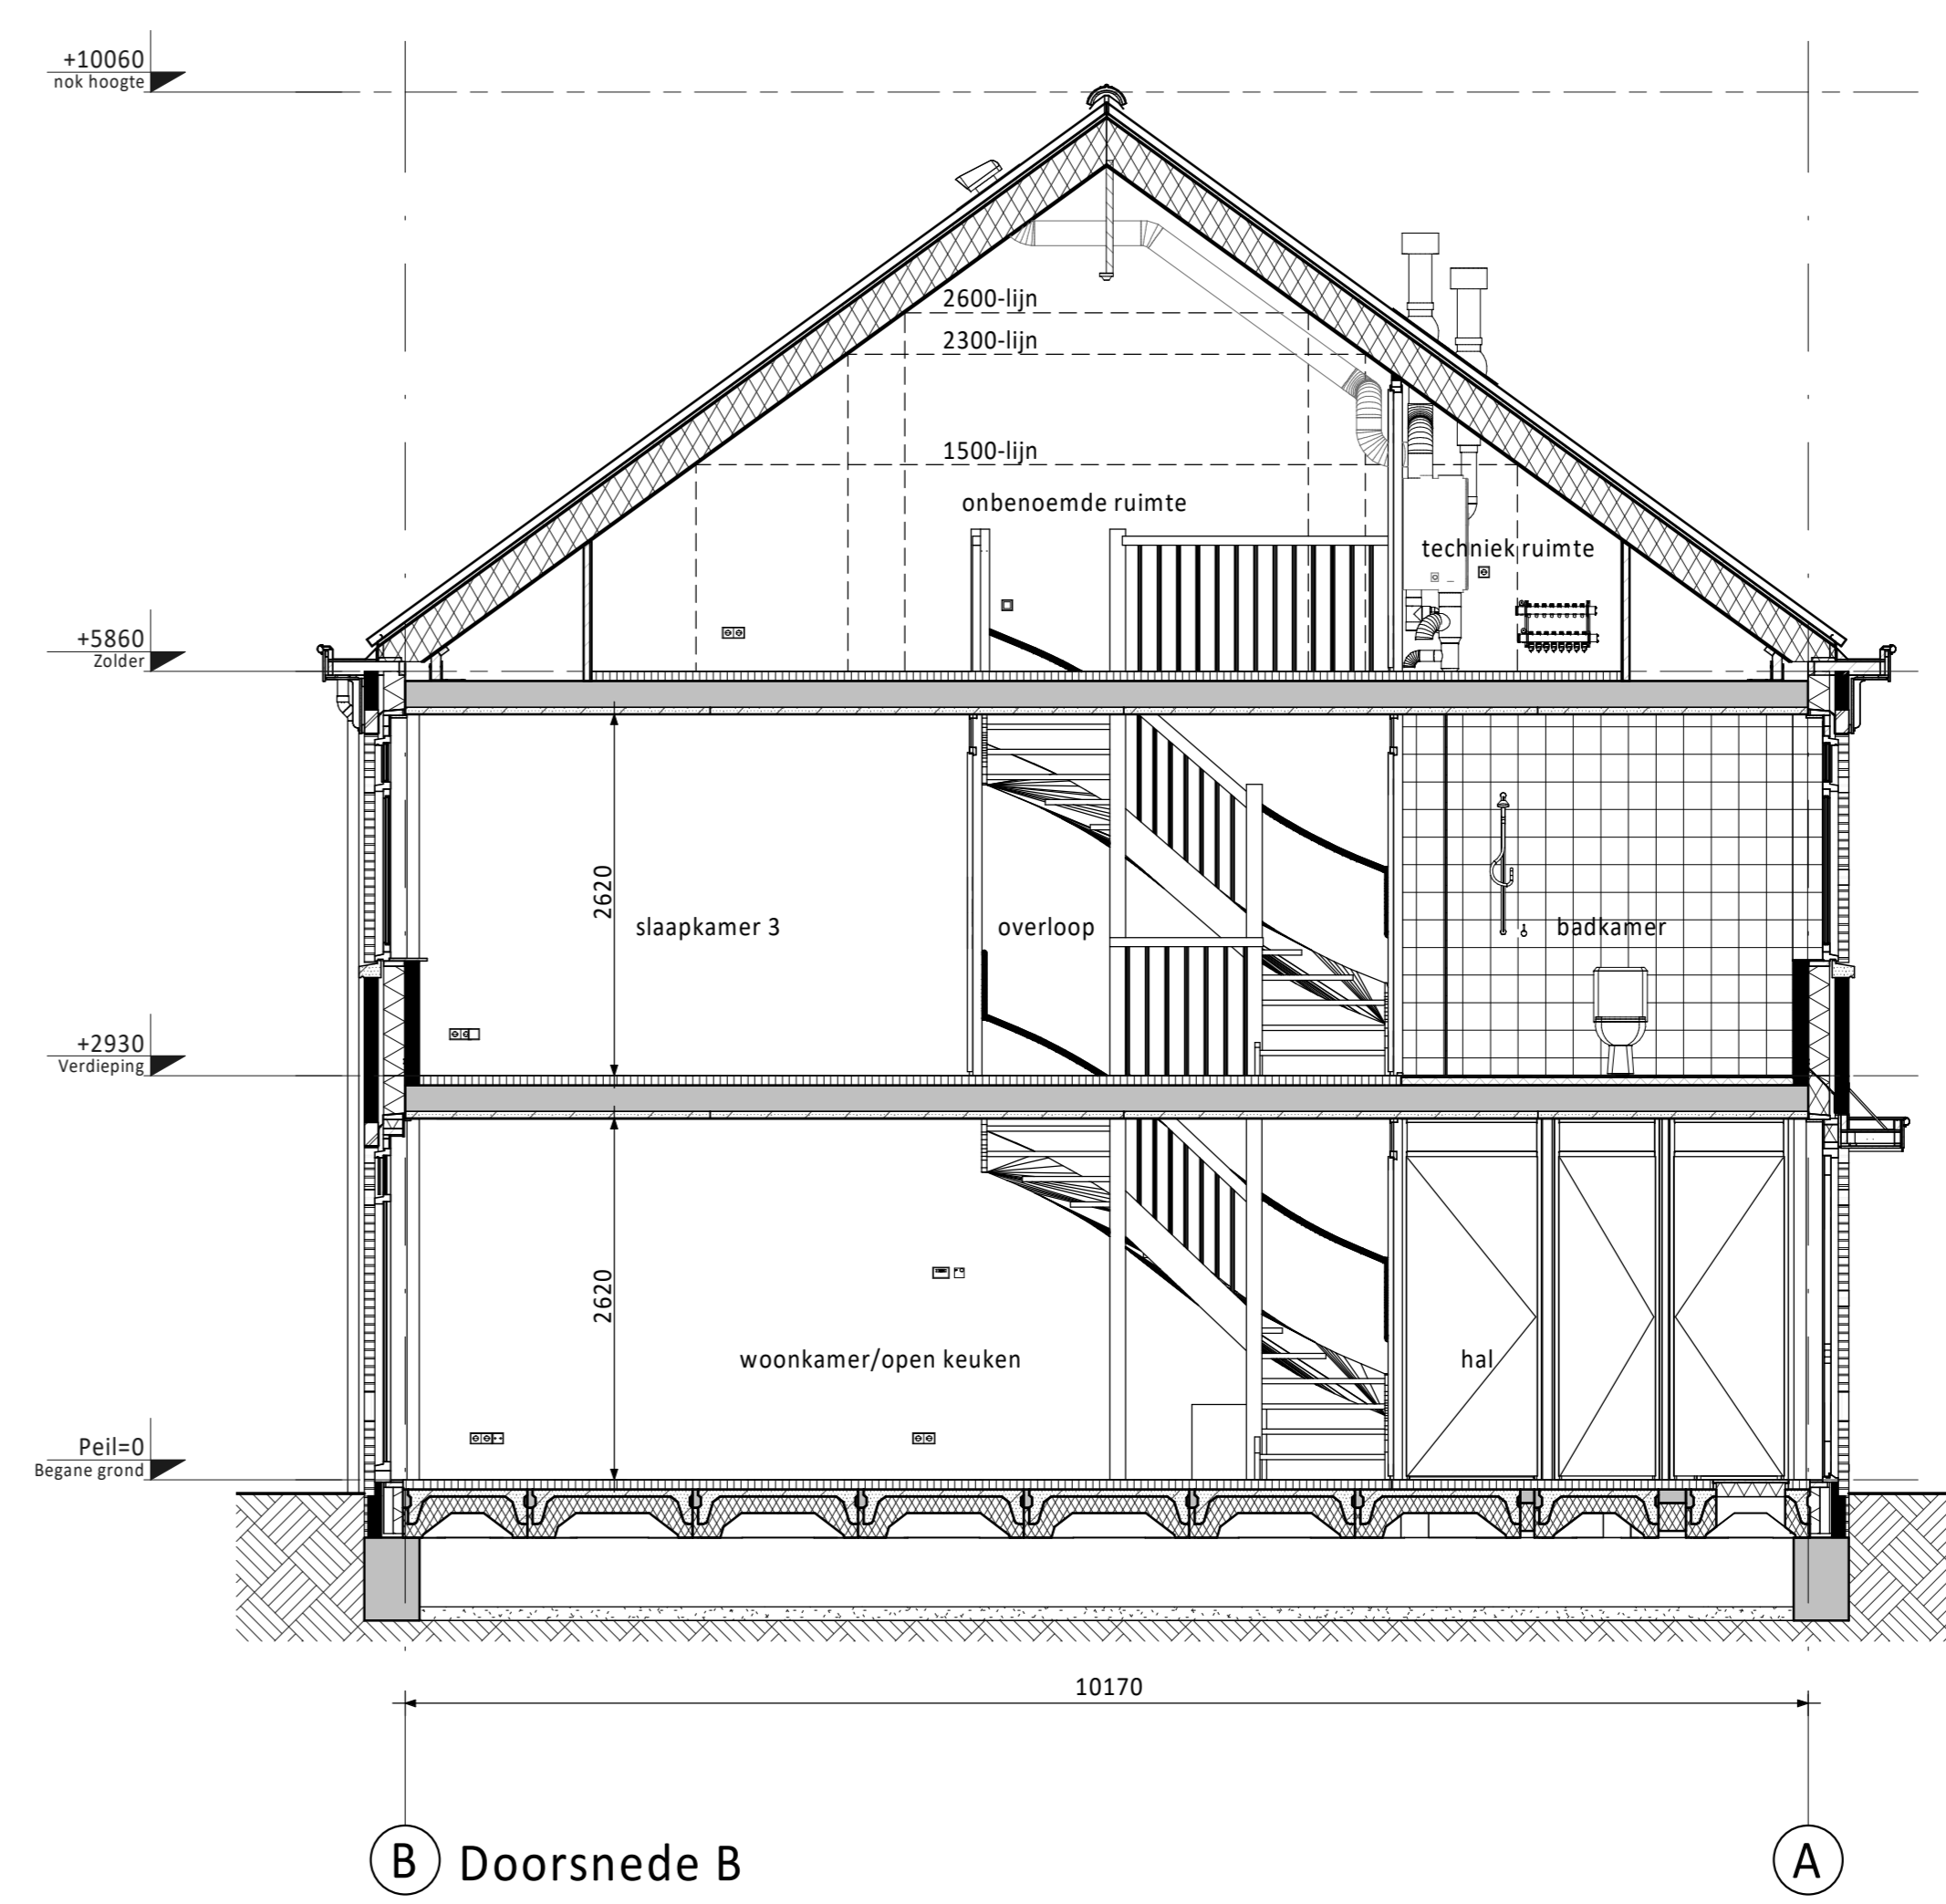 +10060
nok hoogte
2600-lijn
2300-lijn
1500-lijn
onbenoemde ruimte
techniek ruimte
+5860
Zolder
2620
slaapkamer 3
overloop
badkamer
+2930
Verdieping
2620
woonkamer/open keuken
hal
Peil=0
Begane grond
10170
B
Doorsnede B
A